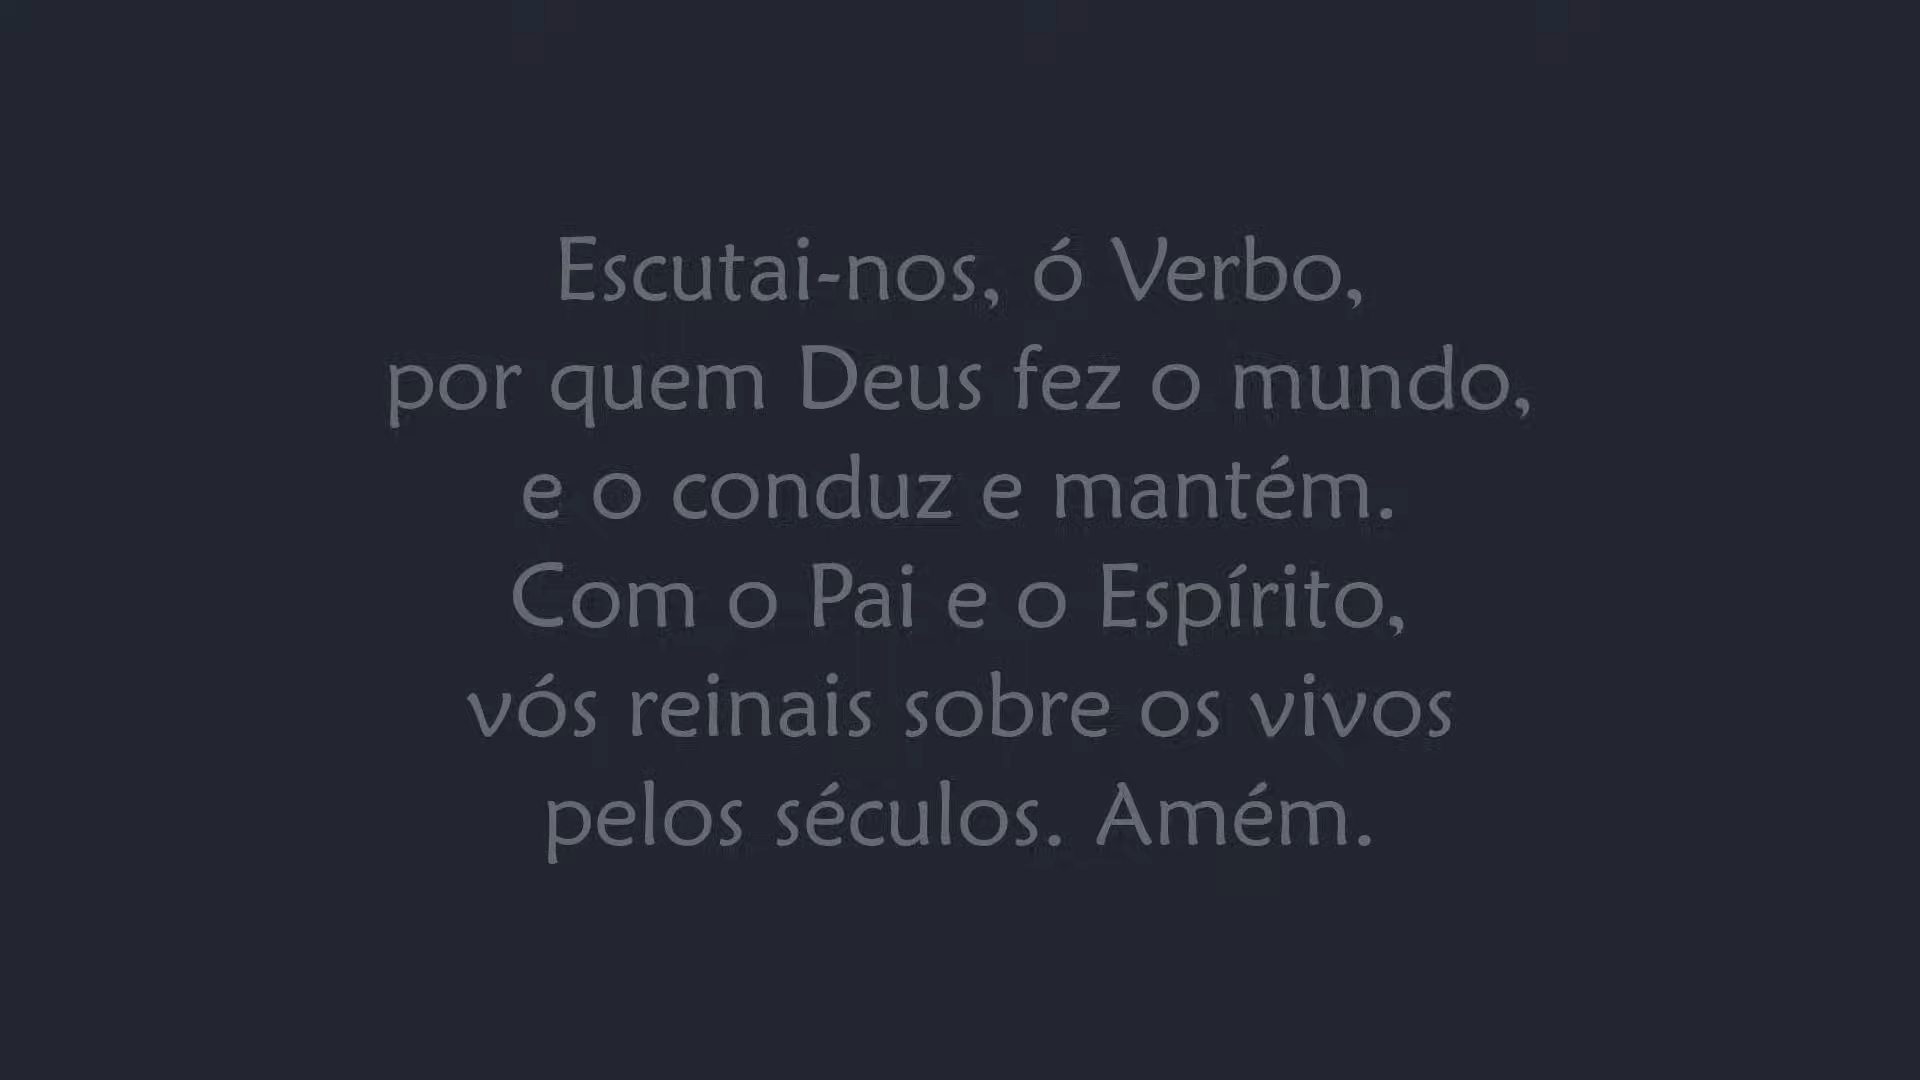 Escutai-nos, ó Verbo,
por quem Deus fez o mundo,
e o conduz e mantém.
Com o Pai e o Espírito,
vós reinais sobre os vivos
pelos séculos. Amém.